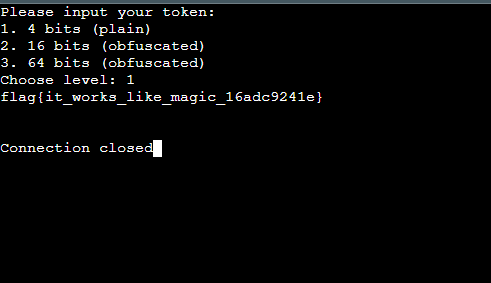 Please input your token:
1. 4 bits (plain)
2. 16 bits (obfuscated)
3. 64 bits (obfuscated)
Choose level: 1
flag{it_works_like_magic_16adc9241e}
Connection closed